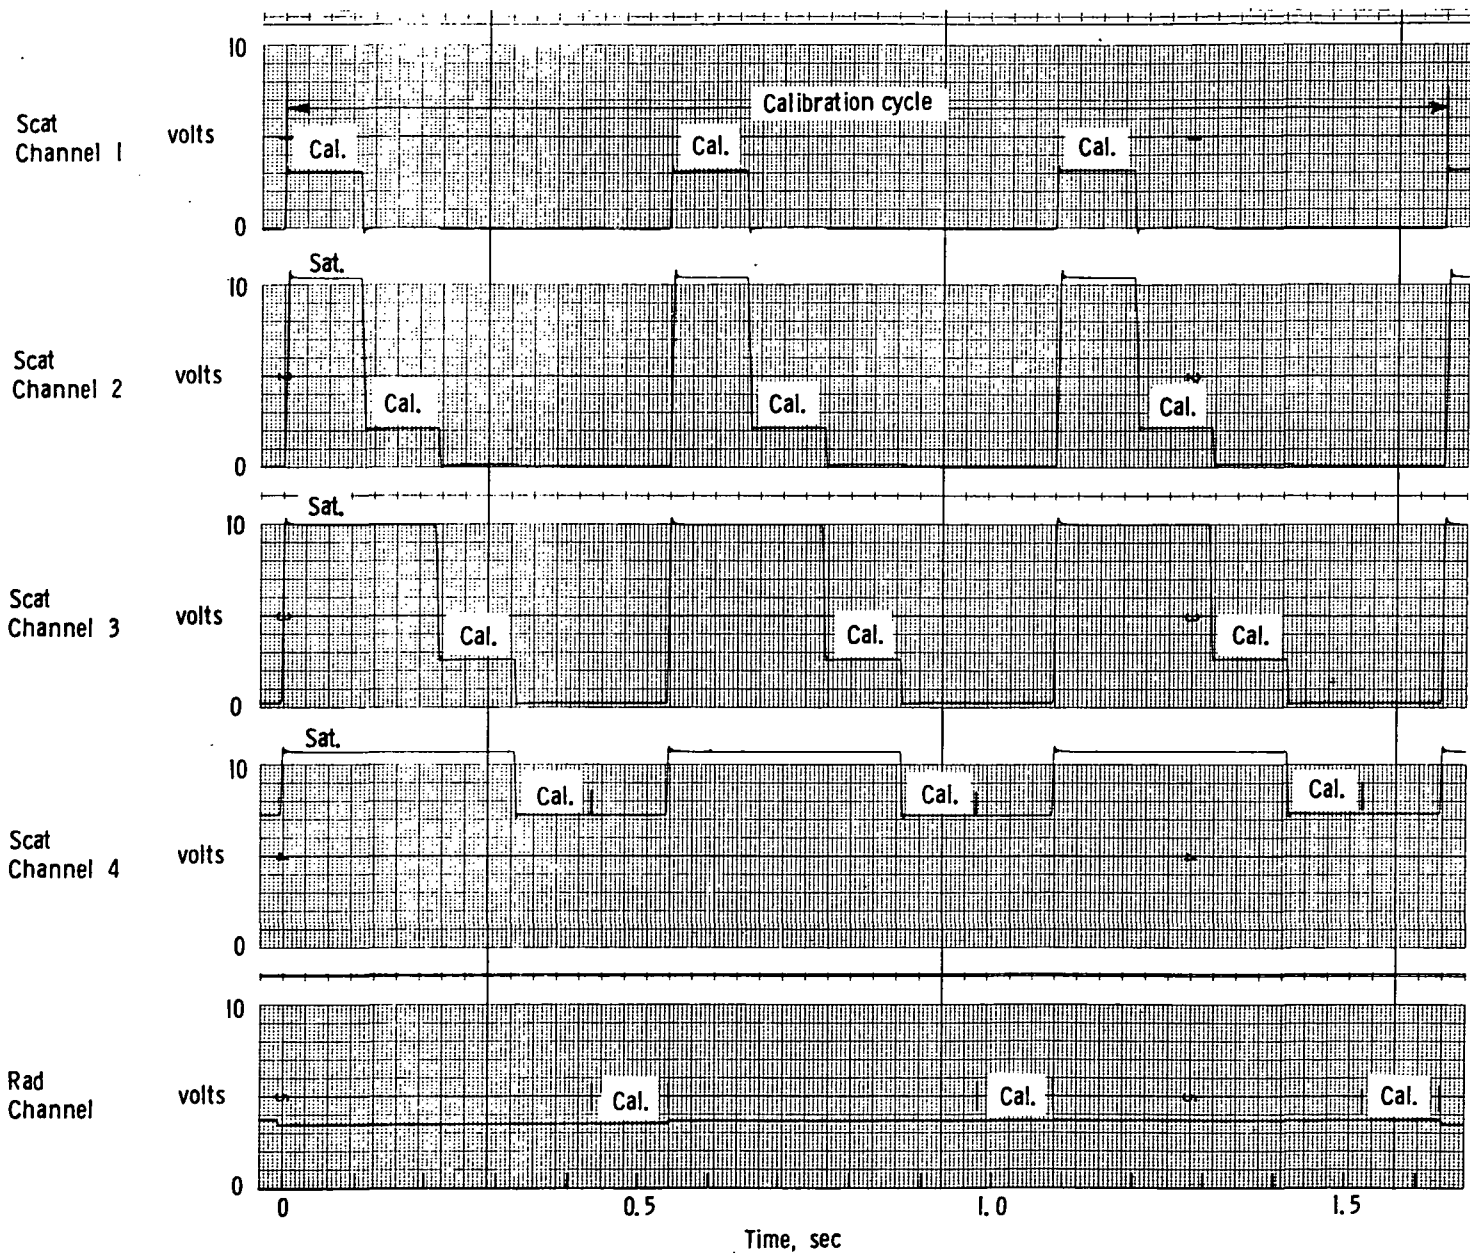 10
Calibration cycle
Scat
Channel 1
volts
Cal.
Cal.
Cal.
0
Sat.
10
Scat
Channel 2
volts
Cal.
Cal.
Cal.
0
Sat.
10
Scat
Channel 3
volts
Cal.
Cal.
Cal.
0
Sat.
10
Cal.
Cal.
Cal.
Scat
Channel 4
volts
0
10
Rad
Channel
volts
Cal.
Cal.
Cal.
0
0
0.5
1.0
1.5
Time, sec